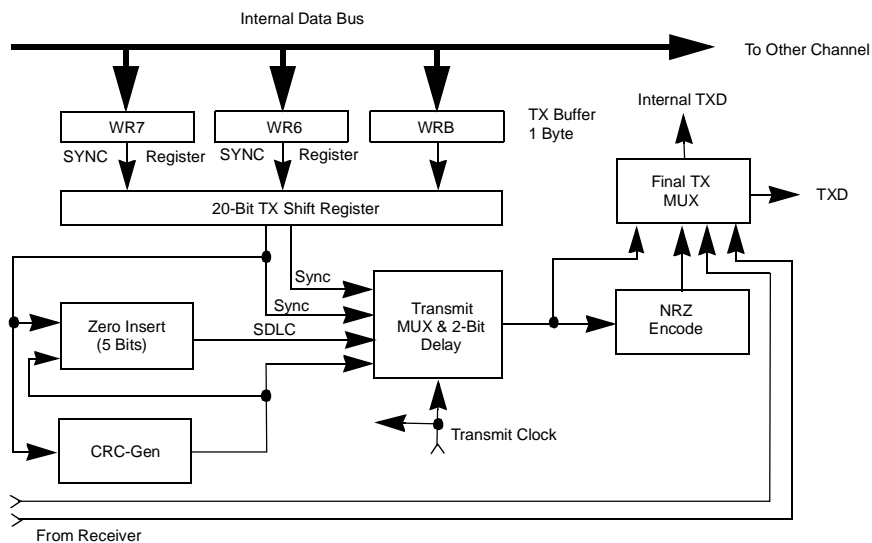 Internal Data Bus
To Other Channel
WR7
WR6
WRB
TX Buffer
1 Byte
Internal TXD
SYNC Register
SYNC Register
Final TX
MUX
TXD
20-Bit TX Shift Register
Sync
Sync
Zero Insert
(5 Bits)
SDLC
Transmit
MUX & 2-Bit
Delay
NRZ
Encode
CRC-Gen
Transmit Clock
From Receiver